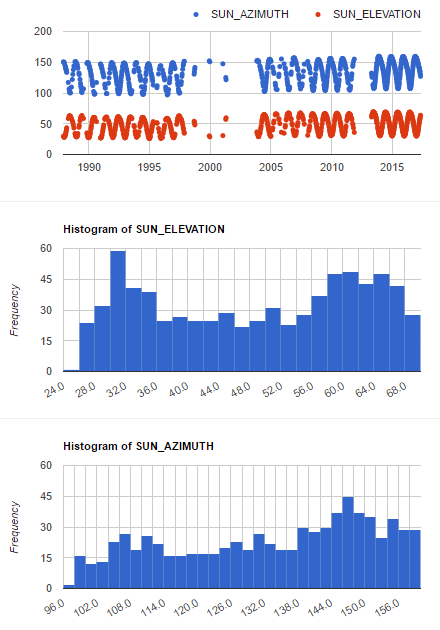 SUN_AZIMUTH SUN_ELEVATION
200
150
100
50
0
1990 1995 2000 2005 2010 2015
Histogram of SUN_ELEVATION
60
45
30
15
0
Frequency
24.0 28.0 32.0 36.0 40.0 44.0 48.0 52.0 56.0 60.0 64.0 68.0
Histogram of SUN_AZIMUTH
60
45
30
15
0
Frequency
96.0 102.0 108.0 114.0 120.0 126.0 132.0 138.0 144.0 150.0 156.0